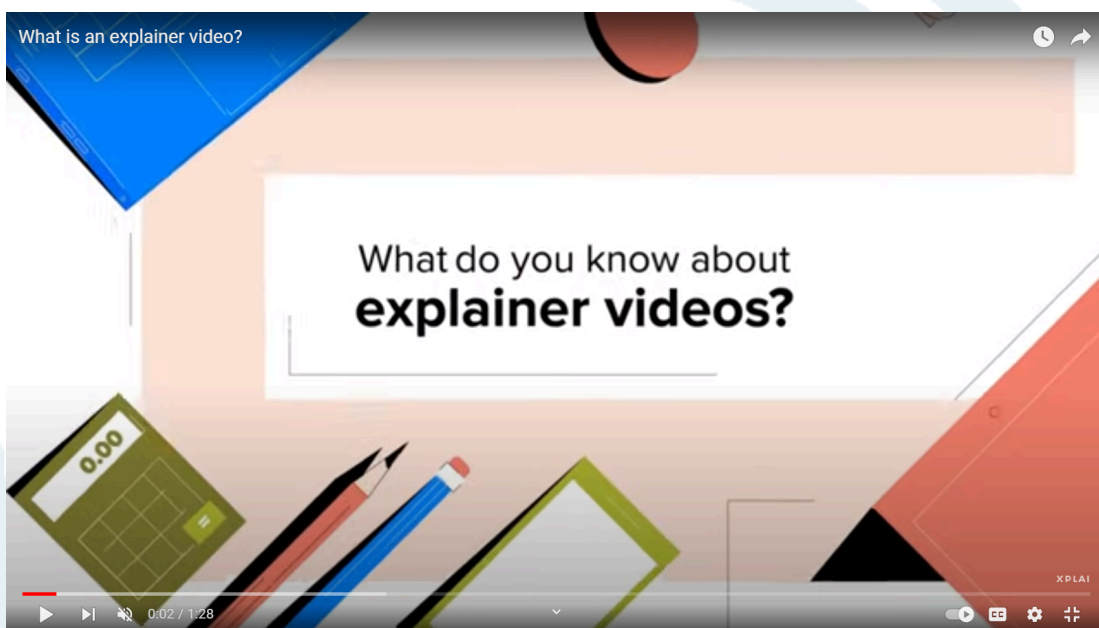 What is an explainer video?
What do you know about
explainer videos?
0.00
=
XPLAI
0:02 / 1:28
CC